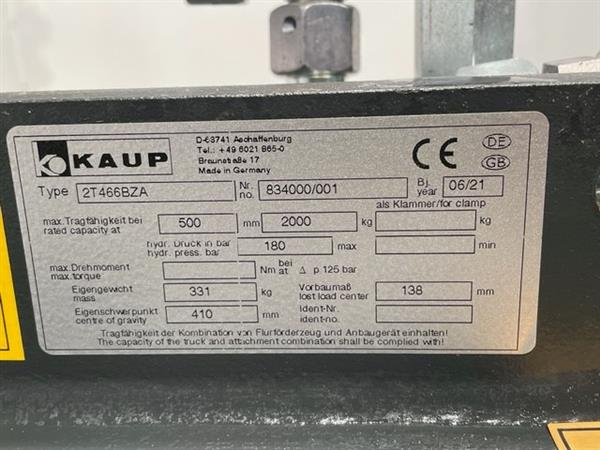 KAUP
D-63741 Aschaffenburg
Tel.: +49 6021 865-0
Braunstraße 17
Made in Germany
CE
DE
GB
Type 2T466BZA Nr. no. 834000/001 Bj. year 06/21
als Klammer/for clamp
max.Tragfähigkeit bei
rated capacity at 500 mm 2000 kg kg
hydr. Druck in bar
hydr. press. bar 180 max min
max.Drehmoment
max.torque Nm bei at Δ p.125 bar
Eigengewicht
mass 331 kg Vorbaumaß
lost load center 138 mm
Eigenschwerpunkt
centre of gravity 410 mm Ident-Nr.
ident-no.
Tragfähigkeit der Kombination von Flurförderzeug und Anbaugerät einhalten!
The capacity of the truck and attachment combination shall be complied with!